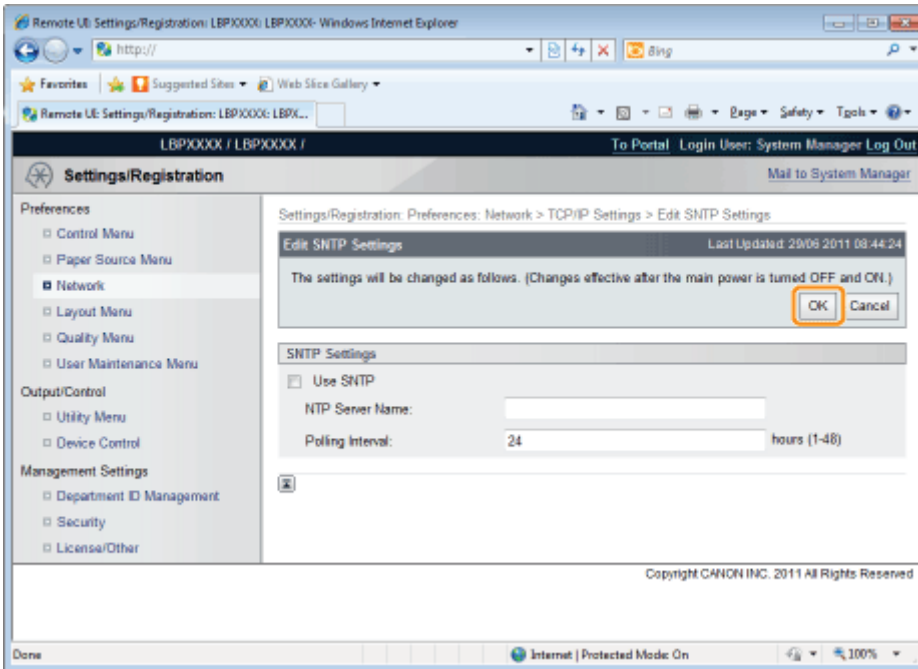 Remote UI: Settings/Registration: LBPXXXX: LBPXXXX- Windows Internet Explorer
http://
Bing
Favorites Suggested Sites Web Slice Gallery
Remote UI: Settings/Registration: LBPXXXX: LBPX... Page Safety Tools
LBPXXXX / LBPXXXX / To Portal Login User: System Manager Log Out
Settings/Registration Mail to System Manager
Preferences
Control Menu
Paper Source Menu
Network
Layout Menu
Quality Menu
User Maintenance Menu
Output/Control
Utility Menu
Device Control
Management Settings
Department ID Management
Security
License/Other
Settings/Registration: Preferences: Network > TCP/IP Settings > Edit SNTP Settings
Edit SNTP Settings Last Updated: 29/06 2011 08:44:24
The settings will be changed as follows. (Changes effective after the main power is turned OFF and ON.)
OK Cancel
SNTP Settings
Use SNTP
NTP Server Name:
Polling Interval: 24 hours (1-48)
Copyright CANON INC. 2011 All Rights Reserved
Done Internet | Protected Mode: On 100%